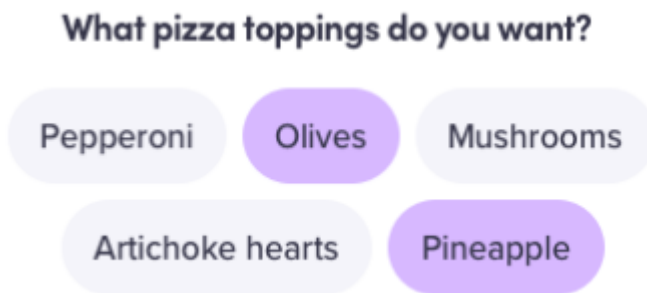 What pizza toppings do you want?
Pepperoni Olives Mushrooms
Artichoke hearts Pineapple